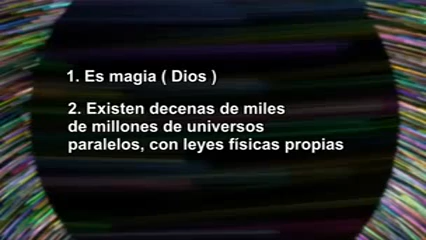 1. Es magia ( Dios )
2. Existen decenas de miles
de millones de universos
paralelos, con leyes físicas propias